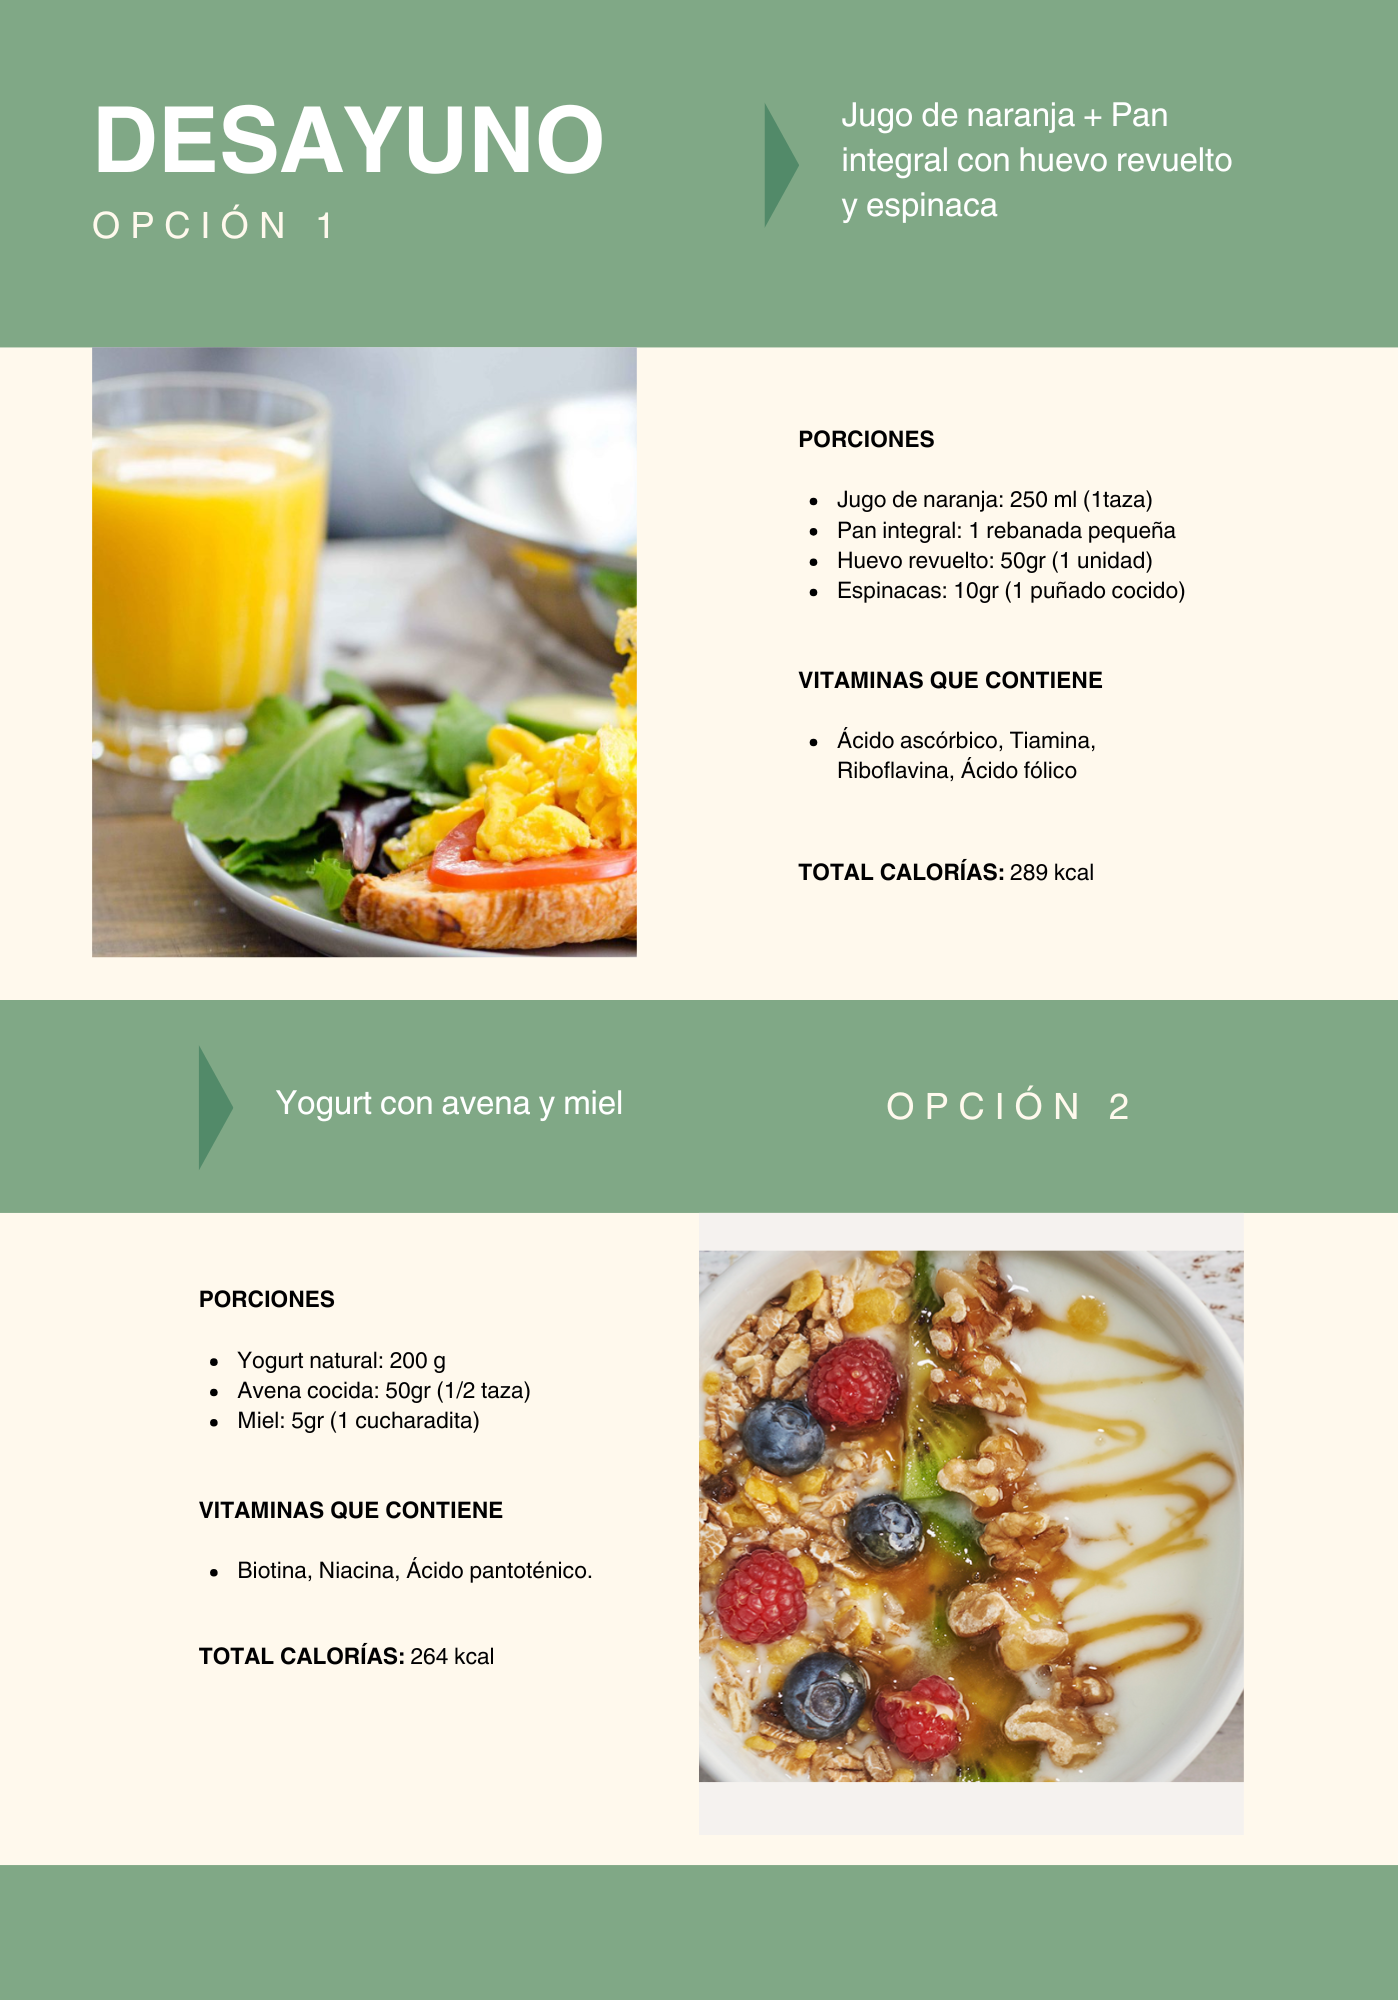 DESAYUNO
OPCIÓN 1
Jugo de naranja + Pan
integral con huevo revuelto
y espinaca
PORCIONES
• Jugo de naranja: 250 ml (1taza)
• Pan integral: 1 rebanada pequeña
• Huevo revuelto: 50gr (1 unidad)
• Espinacas: 10gr (1 puñado cocido)
VITAMINAS QUE CONTIENE
• Ácido ascórbico, Tiamina,
Riboflavina, Ácido fólico
TOTAL CALORÍAS: 289 kcal
Yogurt con avena y miel
OPCIÓN 2
PORCIONES
• Yogurt natural: 200 g
• Avena cocida: 50gr (1/2 taza)
• Miel: 5gr (1 cucharadita)
VITAMINAS QUE CONTIENE
• Biotina, Niacina, Ácido pantoténico.
TOTAL CALORÍAS: 264 kcal